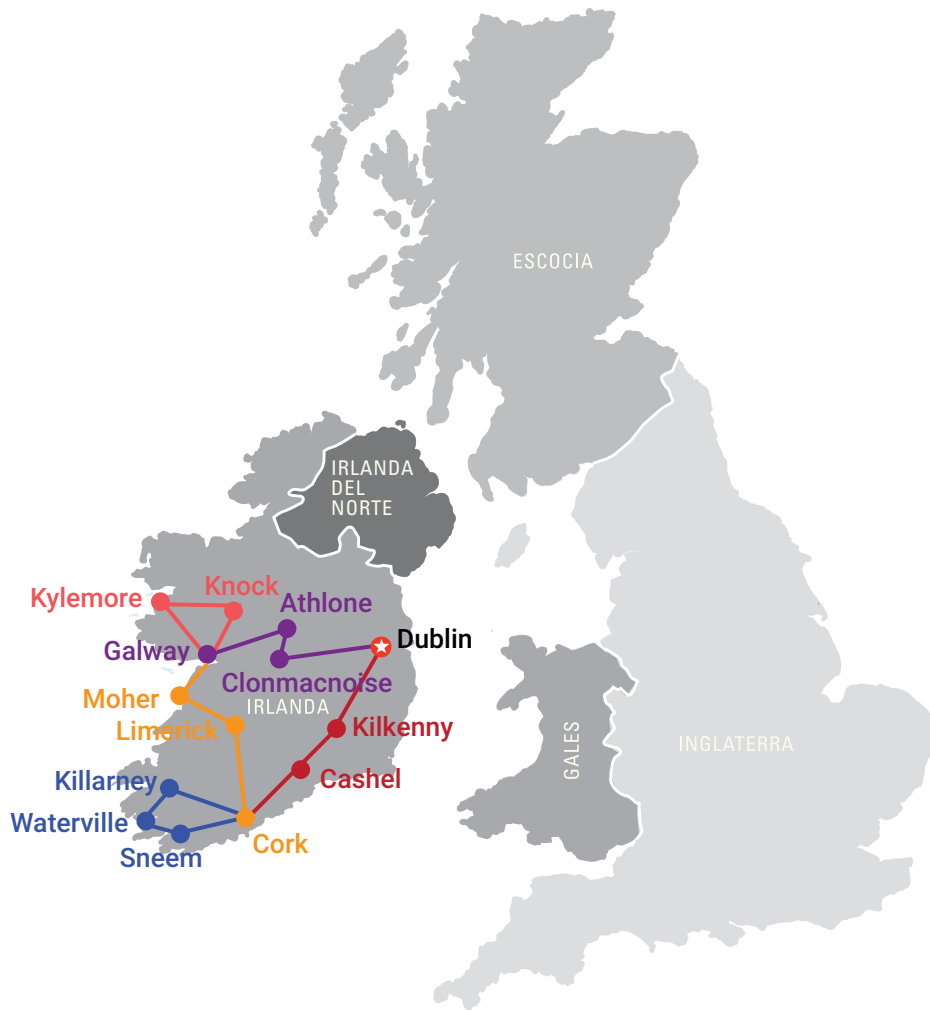 ESCOCIA
IRLANDA
DEL
NORTE
Knock
Kylemore
Athlone
Dublin
Galway
Clonmacnoise
Moher
IRLANDA
Limerick
Kilkenny
GALES
INGLATERRA
Cashel
Killarney
Waterville
Cork
Sneem